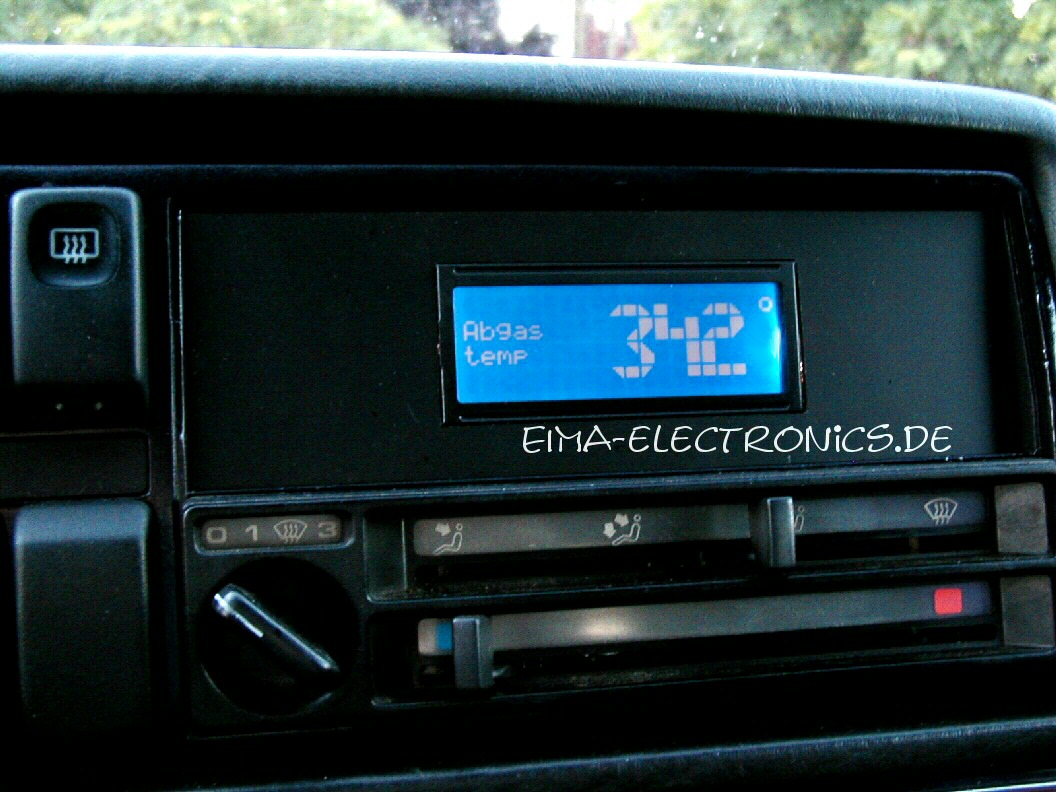 Abgas
temp
342°
EIMA-ELECTRONiCS.DE
0 1 3